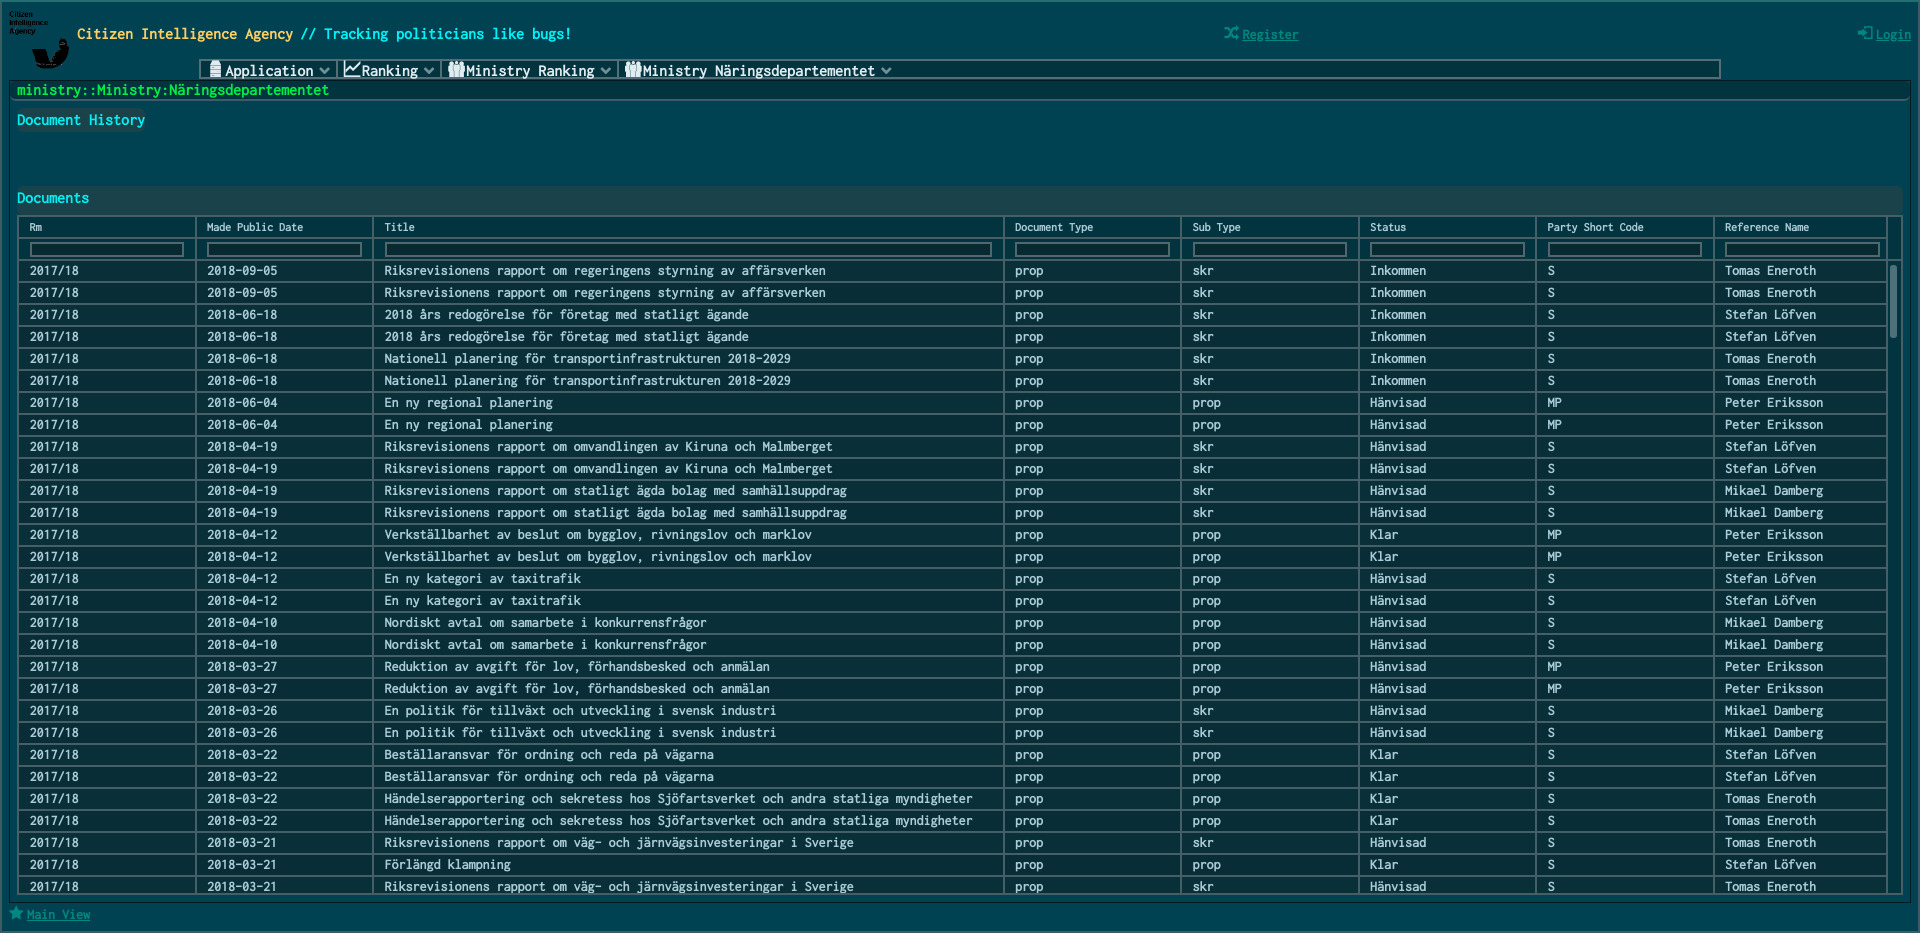 Citizen
Intelligence
Agency
Citizen Intelligence Agency // Tracking politicians like bugs!
Register
Login
Application Ranking Ministry Ranking Ministry Näringsdepartementet
ministry::Ministry:Näringsdepartementet
Document History
Documents
Rm Made Public Date Title Document Type Sub Type Status Party Short Code Reference Name
2017/18 2018-09-05 Riksrevisionens rapport om regeringens styrning av affärsverken prop skr Inkommen S Tomas Eneroth
2017/18 2018-09-05 Riksrevisionens rapport om regeringens styrning av affärsverken prop skr Inkommen S Tomas Eneroth
2017/18 2018-06-18 2018 års redogörelse för företag med statligt ägande prop skr Inkommen S Stefan Löfven
2017/18 2018-06-18 2018 års redogörelse för företag med statligt ägande prop skr Inkommen S Stefan Löfven
2017/18 2018-06-18 Nationell planering för transportinfrastrukturen 2018-2029 prop skr Inkommen S Tomas Eneroth
2017/18 2018-06-18 Nationell planering för transportinfrastrukturen 2018-2029 prop skr Inkommen S Tomas Eneroth
2017/18 2018-06-04 En ny regional planering prop prop Hänvisad MP Peter Eriksson
2017/18 2018-06-04 En ny regional planering prop prop Hänvisad MP Peter Eriksson
2017/18 2018-04-19 Riksrevisionens rapport om omvandlingen av Kiruna och Malmberget prop skr Hänvisad S Stefan Löfven
2017/18 2018-04-19 Riksrevisionens rapport om omvandlingen av Kiruna och Malmberget prop skr Hänvisad S Stefan Löfven
2017/18 2018-04-19 Riksrevisionens rapport om statligt ägda bolag med samhällsuppdrag prop skr Hänvisad S Mikael Damberg
2017/18 2018-04-19 Riksrevisionens rapport om statligt ägda bolag med samhällsuppdrag prop skr Hänvisad S Mikael Damberg
2017/18 2018-04-12 Verkställbarhet av beslut om bygglov, rivningslov och marklov prop prop Klar MP Peter Eriksson
2017/18 2018-04-12 Verkställbarhet av beslut om bygglov, rivningslov och marklov prop prop Klar MP Peter Eriksson
2017/18 2018-04-12 En ny kategori av taxitrafik prop prop Hänvisad S Stefan Löfven
2017/18 2018-04-12 En ny kategori av taxitrafik prop prop Hänvisad S Stefan Löfven
2017/18 2018-04-10 Nordiskt avtal om samarbete i konkurrensfrågor prop prop Hänvisad S Mikael Damberg
2017/18 2018-04-10 Nordiskt avtal om samarbete i konkurrensfrågor prop prop Hänvisad S Mikael Damberg
2017/18 2018-03-27 Reduktion av avgift för lov, förhandsbesked och anmälan prop prop Hänvisad MP Peter Eriksson
2017/18 2018-03-27 Reduktion av avgift för lov, förhandsbesked och anmälan prop prop Hänvisad MP Peter Eriksson
2017/18 2018-03-26 En politik för tillväxt och utveckling i svensk industri prop skr Hänvisad S Mikael Damberg
2017/18 2018-03-26 En politik för tillväxt och utveckling i svensk industri prop skr Hänvisad S Mikael Damberg
2017/18 2018-03-22 Beställaransvar för ordning och reda på vägarna prop prop Klar S Stefan Löfven
2017/18 2018-03-22 Beställaransvar för ordning och reda på vägarna prop prop Klar S Stefan Löfven
2017/18 2018-03-22 Händelserapportering och sekretess hos Sjöfartsverket och andra statliga myndigheter prop prop Klar S Tomas Eneroth
2017/18 2018-03-22 Händelserapportering och sekretess hos Sjöfartsverket och andra statliga myndigheter prop prop Klar S Tomas Eneroth
2017/18 2018-03-21 Riksrevisionens rapport om väg- och järnvägsinvesteringar i Sverige prop skr Hänvisad S Tomas Eneroth
2017/18 2018-03-21 Förlängd klampning prop prop Klar S Stefan Löfven
2017/18 2018-03-21 Riksrevisionens rapport om väg- och järnvägsinvesteringar i Sverige prop skr Hänvisad S Tomas Eneroth
Main View